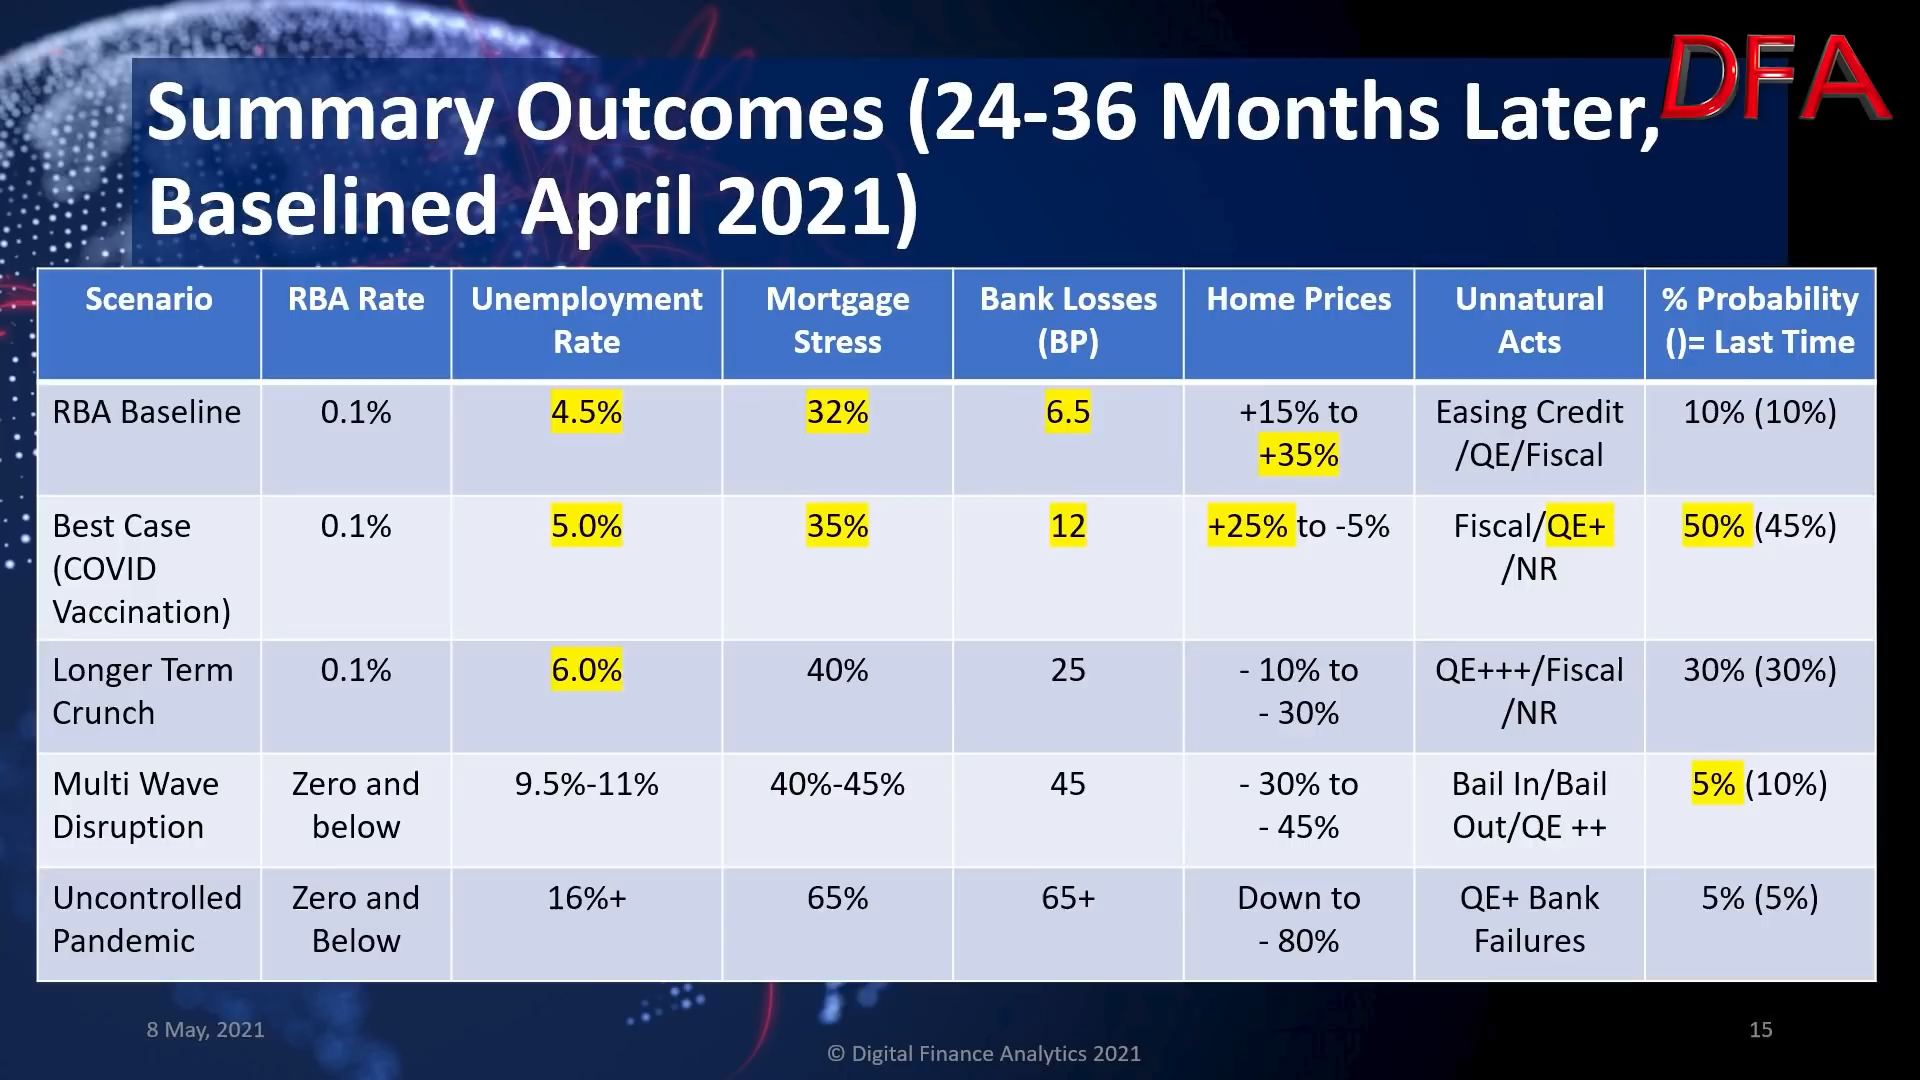 DFA
Summary Outcomes (24-36 Months Later,
Baselined April 2021)
Scenario
RBA Rate
Unemployment
Rate
Mortgage
Stress
Bank Losses
(BP)
Home Prices
Unnatural
Acts
% Probability
()= Last Time
RBA Baseline
0.1%
4.5%
32%
6.5
+15% to
+35%
Easing Credit
/QE/Fiscal
10% (10%)
Best Case
(COVID
Vaccination)
0.1%
5.0%
35%
12
+25% to -5%
Fiscal/QE+
/NR
50% (45%)
Longer Term
Crunch
0.1%
6.0%
40%
25
- 10% to
- 30%
QE+++/Fiscal
/NR
30% (30%)
Multi Wave
Disruption
Zero and
below
9.5%-11%
40%-45%
45
- 30% to
- 45%
Bail In/Bail
Out/QE ++
5% (10%)
Uncontrolled
Pandemic
Zero and
Below
16%+
65%
65+
Down to
- 80%
QE+ Bank
Failures
5% (5%)
8 May, 2021
15
© Digital Finance Analytics 2021